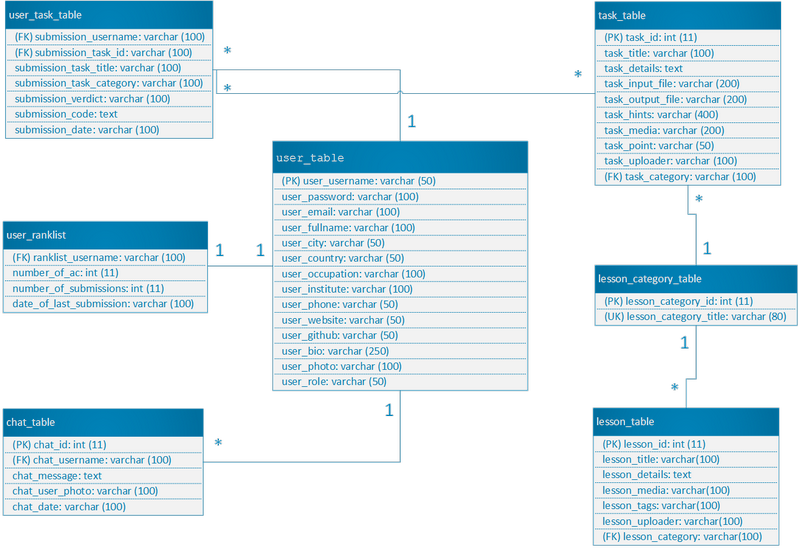 user_task_table
(FK) submission_username: varchar (100)
(FK) submission_task_id: varchar (100)
submission_task_title: varchar (100)
submission_task_category: varchar (100)
submission_verdict: varchar (100)
submission_code: text
submission_date: varchar (100)
*
*
1
*
task_table
(PK) task_id: int (11)
task_title: varchar (100)
task_details: text
task_input_file: varchar (200)
task_output_file: varchar (200)
task_hints: varchar (400)
task_media: varchar (200)
task_point: varchar (50)
task_uploader: varchar (100)
(FK) task_category: varchar (100)
*
1
user_table
(PK) user_username: varchar (50)
user_password: varchar (100)
user_email: varchar (100)
user_fullname: varchar (100)
user_city: varchar (50)
user_country: varchar (50)
user_occupation: varchar (100)
user_institute: varchar (100)
user_phone: varchar (50)
user_website: varchar (50)
user_github: varchar (50)
user_bio: varchar (250)
user_photo: varchar (100)
user_role: varchar (50)
user_ranklist
(FK) ranklist_username: varchar (100)
number_of_ac: int (11)
number_of_submissions: int (11)
date_of_last_submission: varchar (100)
1
1
lesson_category_table
(PK) lesson_category_id: int (11)
(UK) lesson_category_title: varchar (80)
1
*
chat_table
(PK) chat_id: int (11)
(FK) chat_username: varchar (100)
chat_message: text
chat_user_photo: varchar (100)
chat_date: varchar (100)
*
1
lesson_table
(PK) lesson_id: int (11)
lesson_title: varchar(100)
lesson_details: text
lesson_media: varchar(100)
lesson_tags: varchar(100)
lesson_uploader: varchar(100)
(FK) lesson_category: varchar(100)